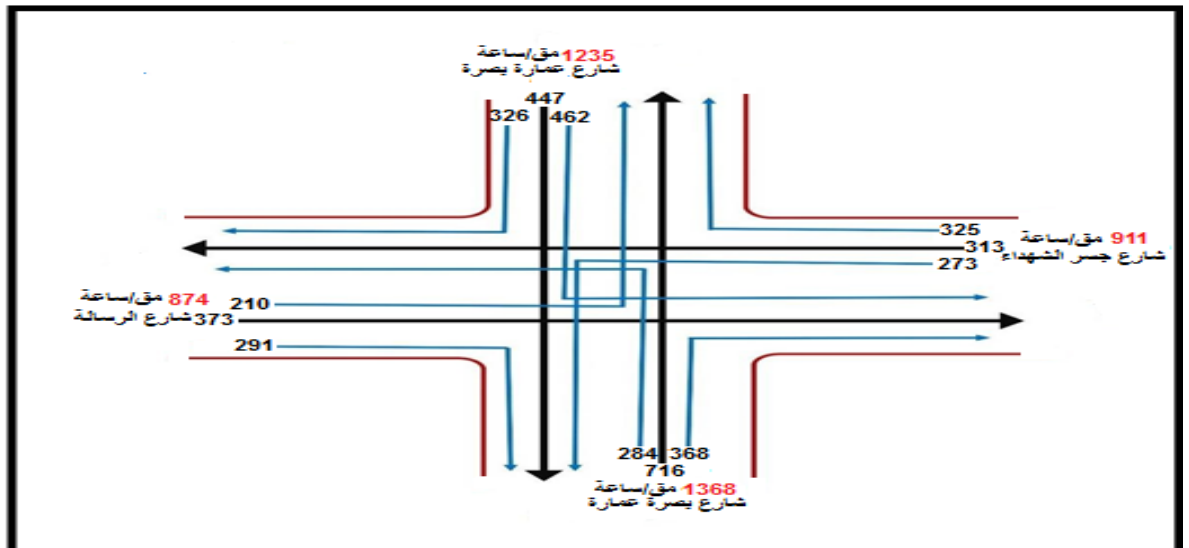 1235 مق/ساعة
شارع عمارة بصرة
447
326 462
325
313
273
911 مق/ساعة
شارع جسر الشهداء
874 مق/ساعة
شارع الرسالة
210
373
291
284 368
716
1368 مق/ساعة
شارع بصرة عمارة